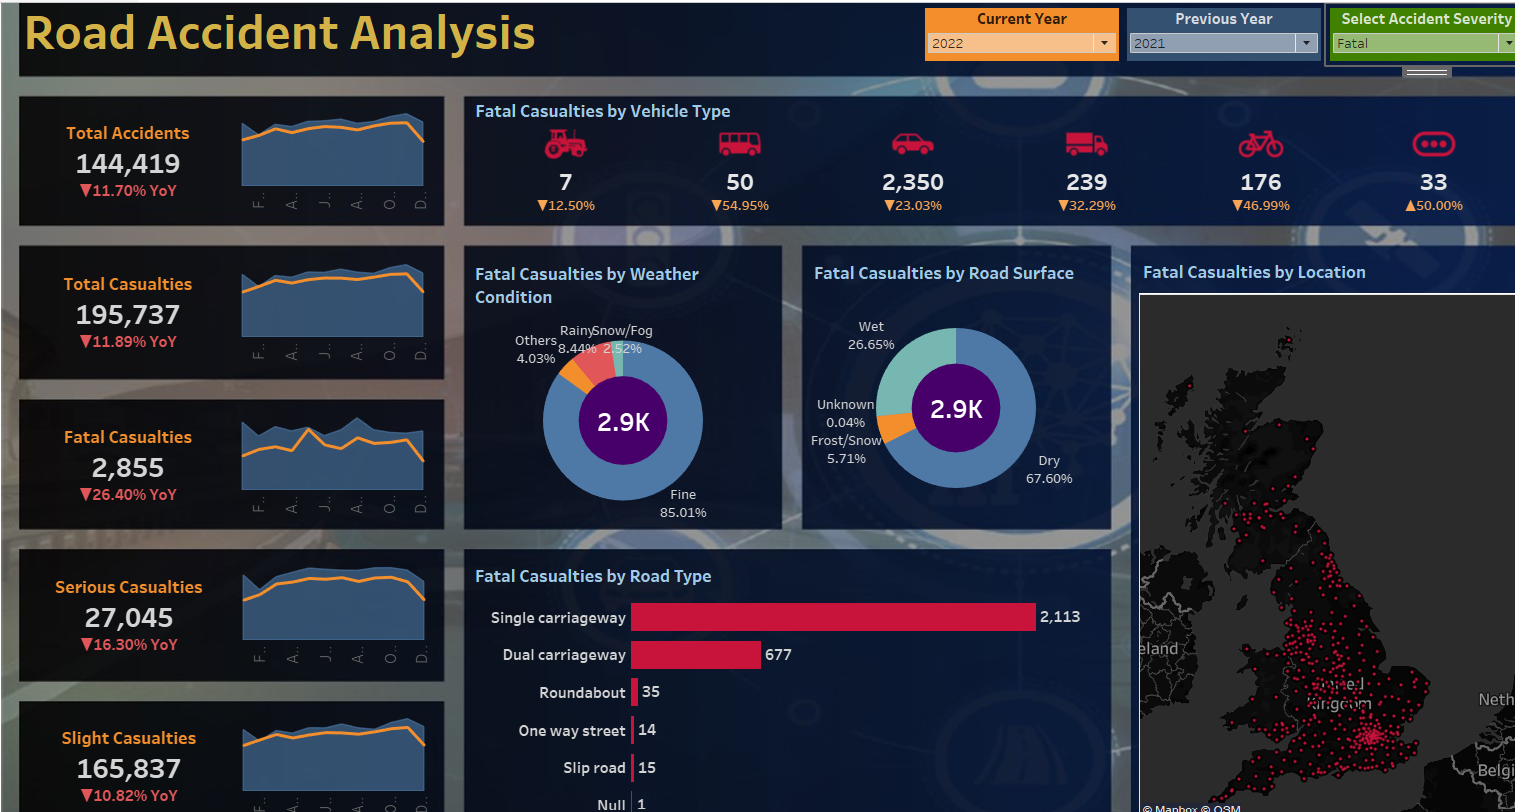 Road Accident Analysis
Current Year
2022
Previous Year
2021
Select Accident Severity
Fatal
Total Accidents
144,419
▼11.70% YoY
F..
A..
J..
A..
O..
D..
Fatal Casualties by Vehicle Type
7
▼12.50%
50
▼54.95%
2,350
▼23.03%
239
▼32.29%
176
▼46.99%
33
▲50.00%
Total Casualties
195,737
▼11.89% YoY
F..
A..
J..
A..
O..
D..
Fatal Casualties
2,855
▼26.40% YoY
F..
A..
J..
A..
O..
D..
Serious Casualties
27,045
▼16.30% YoY
F..
A..
J..
A..
O..
D..
Slight Casualties
165,837
▼10.82% YoY
F..
A..
J..
A..
O..
D..
Fatal Casualties by Weather
Condition
Others
4.03%
Rainy
8.44%
Snow/Fog
2.52%
2.9K
Fine
85.01%
Fatal Casualties by Road Surface
Wet
26.65%
Unknown
0.04%
Frost/Snow
5.71%
2.9K
Dry
67.60%
Fatal Casualties by Road Type
Single carriageway 2,113
Dual carriageway 677
Roundabout 35
One way street 14
Slip road 15
Null 1
Fatal Casualties by Location
eland
United
Kingdom
Neth
Belgi
© Mapbox © OSM